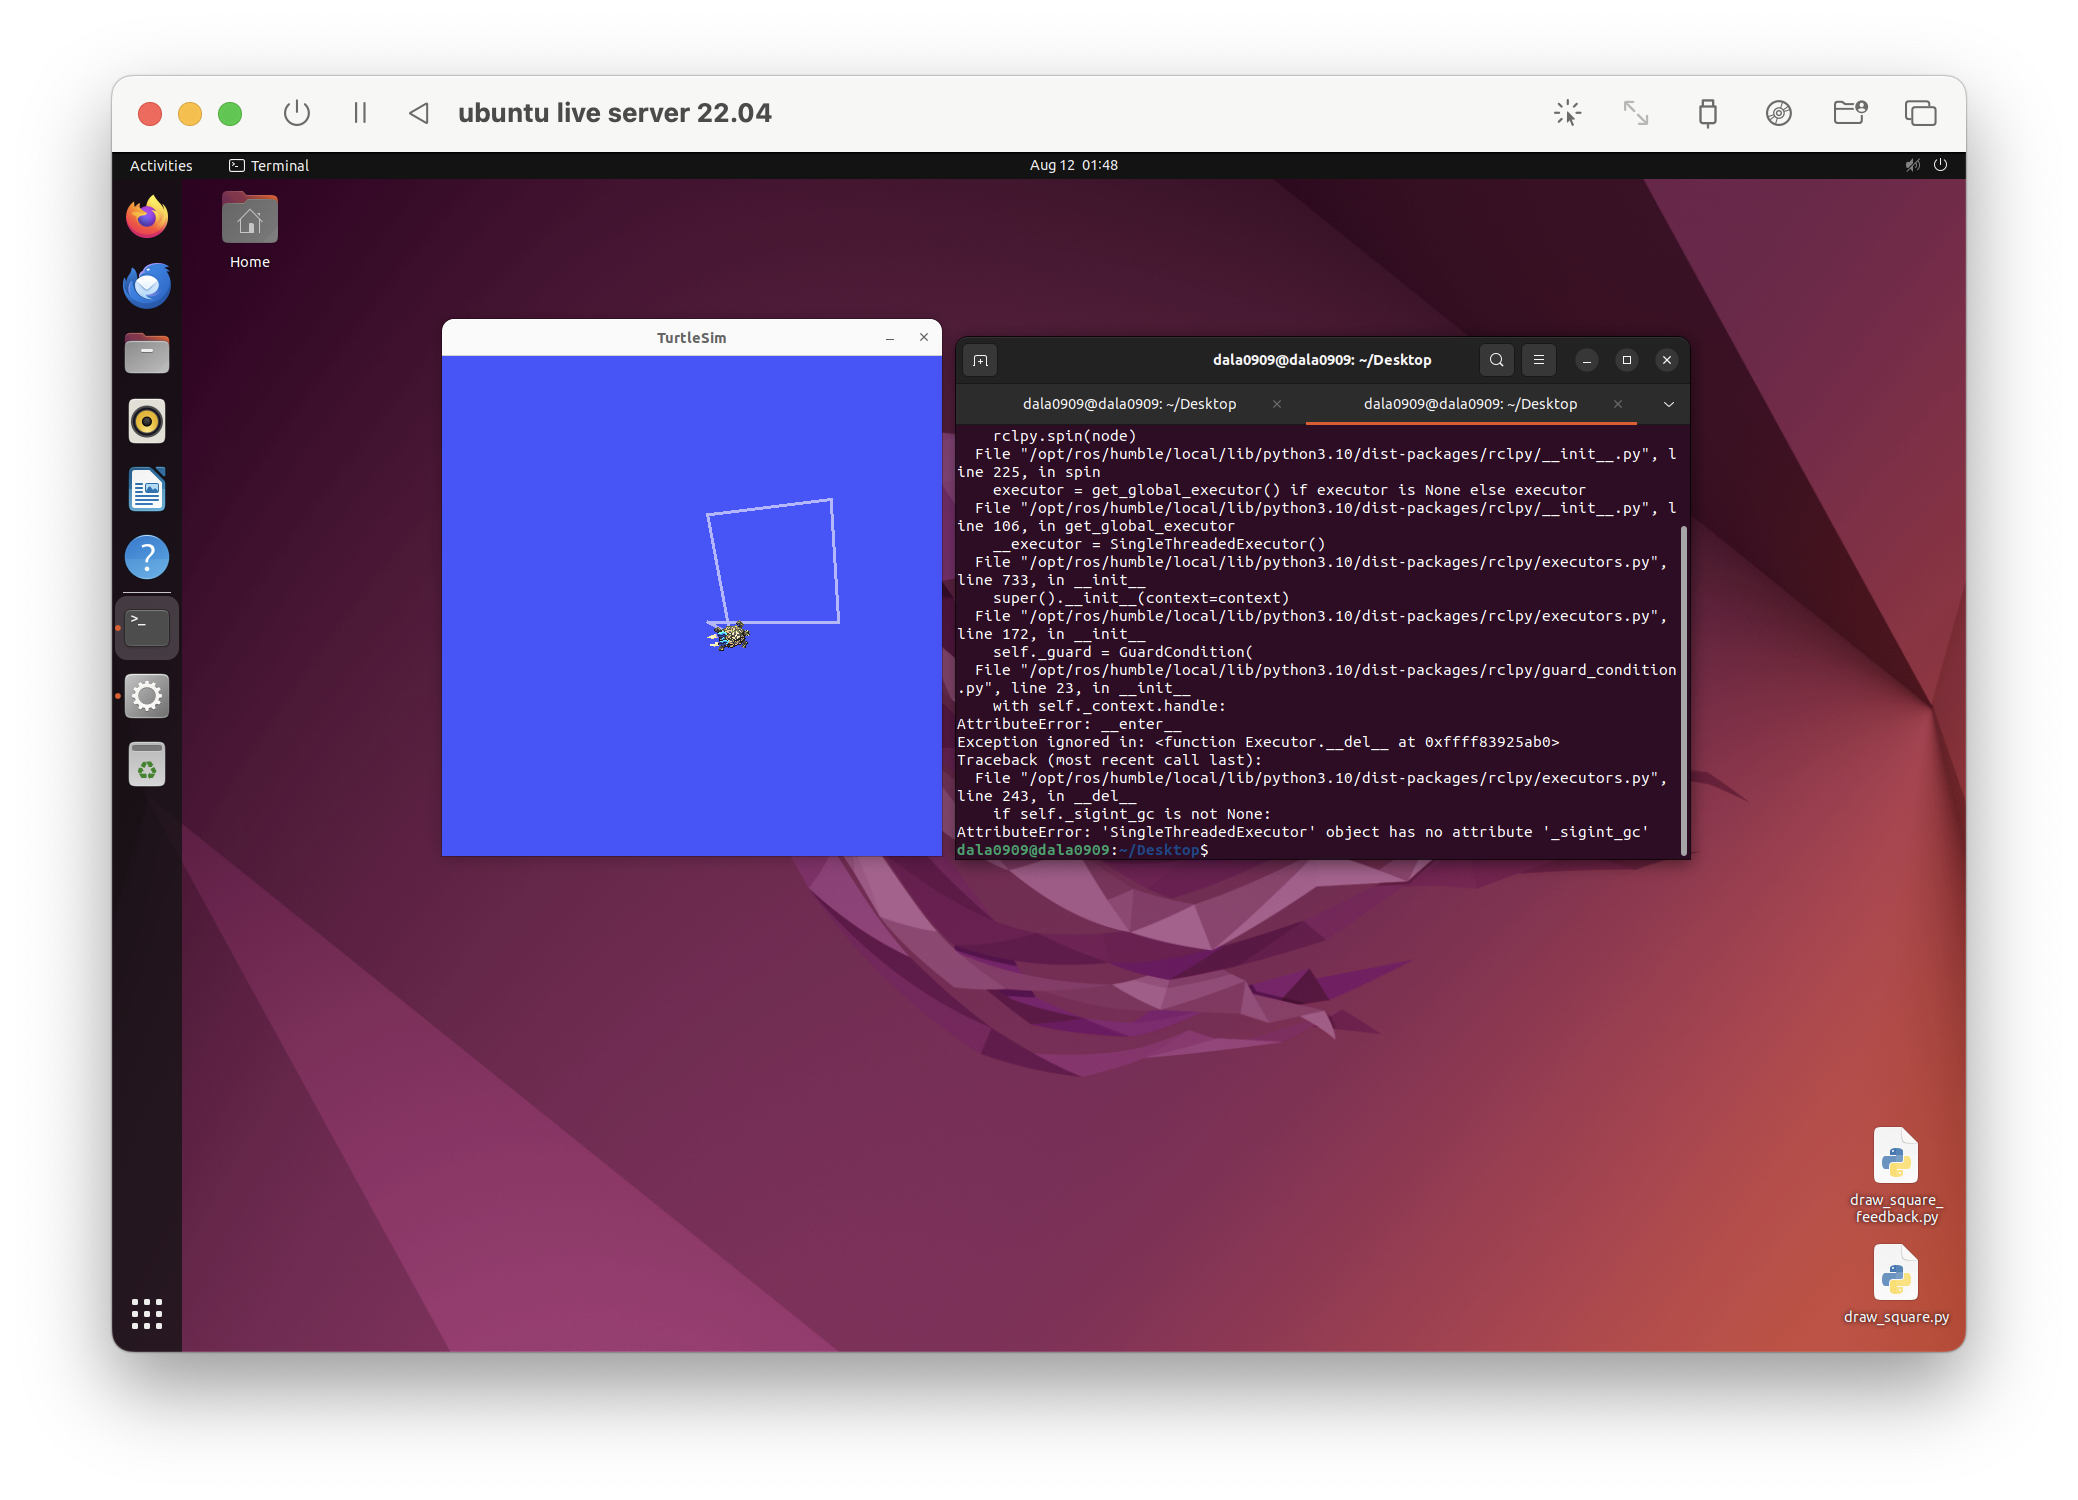 ubuntu live server 22.04
Activities
Terminal
Aug 12 01:48
Home
TurtleSim
dala0909@dala0909: ~/Desktop
dala0909@dala0909: ~/Desktop
dala0909@dala0909: ~/Desktop
    rclpy.spin(node)
  File "/opt/ros/humble/local/lib/python3.10/dist-packages/rclpy/__init__.py", l
ine 225, in spin
    executor = get_global_executor() if executor is None else executor
  File "/opt/ros/humble/local/lib/python3.10/dist-packages/rclpy/__init__.py", l
ine 106, in get_global_executor
    __executor = SingleThreadedExecutor()
  File "/opt/ros/humble/local/lib/python3.10/dist-packages/rclpy/executors.py",
line 733, in __init__
    super().__init__(context=context)
  File "/opt/ros/humble/local/lib/python3.10/dist-packages/rclpy/executors.py",
line 172, in __init__
    self._guard = GuardCondition(
  File "/opt/ros/humble/local/lib/python3.10/dist-packages/rclpy/guard_condition
.py", line 23, in __init__
    with self._context.handle:
AttributeError: __enter__
Exception ignored in: <function Executor.__del__ at 0xffff83925ab0>
Traceback (most recent call last):
  File "/opt/ros/humble/local/lib/python3.10/dist-packages/rclpy/executors.py",
line 243, in __del__
    if self._sigint_gc is not None:
AttributeError: 'SingleThreadedExecutor' object has no attribute '_sigint_gc'
dala0909@dala0909:~/Desktop$
draw_square_
feedback.py
draw_square.py